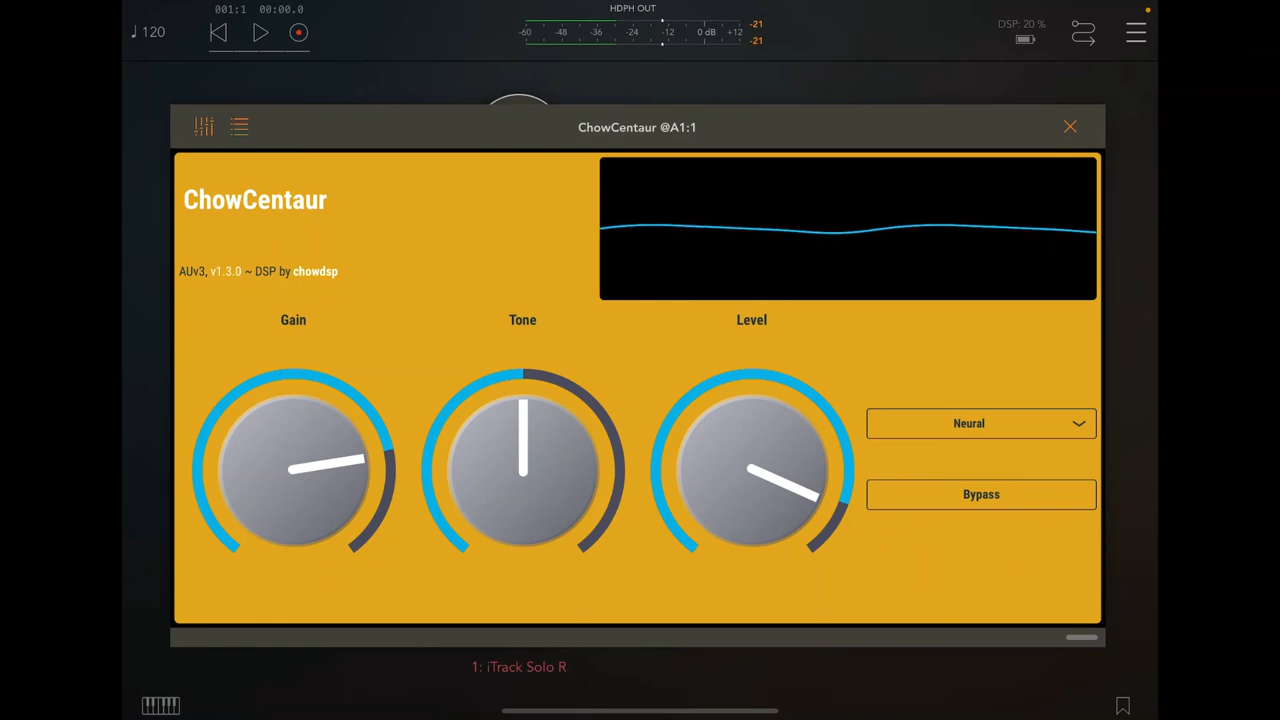 001:1 00:00.0
HDPH OUT
♩120
-60 -48 -36 -24 -12 0 dB +12
-21
-21
DSP: 20 %
ChowCentaur @A1:1
ChowCentaur
AUv3, v1.3.0 ~ DSP by chowdsp
Gain Tone Level
Neural
Bypass
1: iTrack Solo R